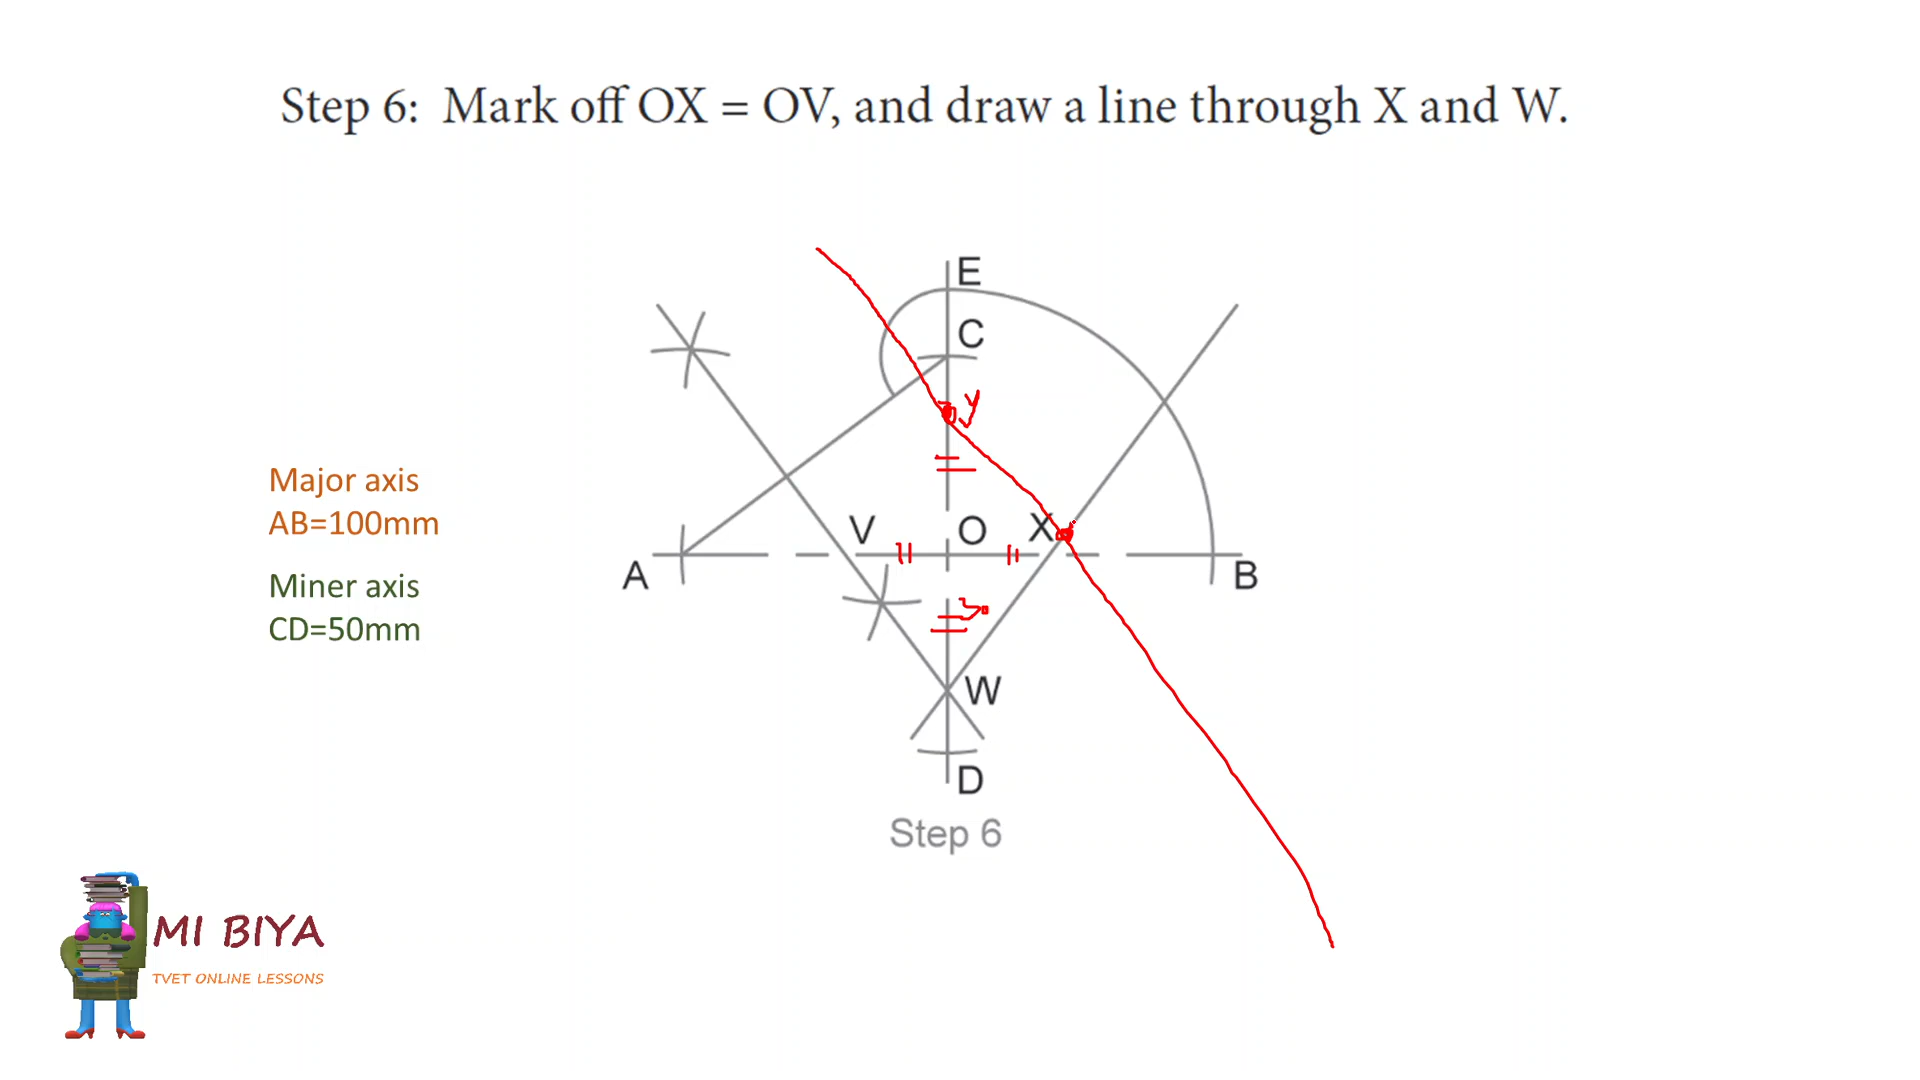 Step 6: Mark off OX = OV, and draw a line through X and W.
E
C
y
Major axis
AB=100mm
V O X
A B
Miner axis
CD=50mm
W
D
Step 6
MI BIYA
TVET ONLINE LESSONS